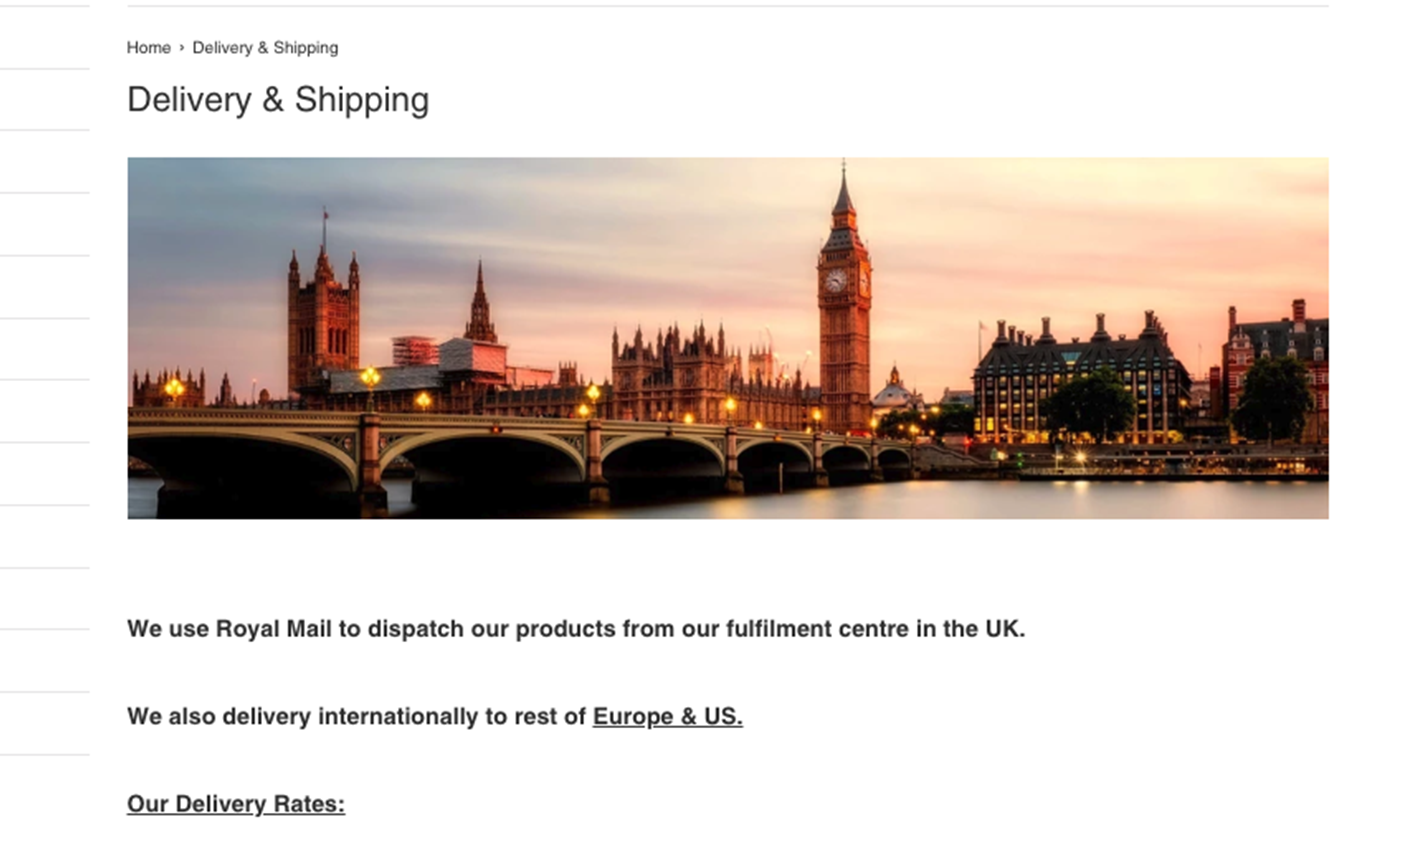 Home › Delivery & Shipping
Delivery & Shipping
We use Royal Mail to dispatch our products from our fulfilment centre in the UK.
We also delivery internationally to rest of Europe & US.
Our Delivery Rates: